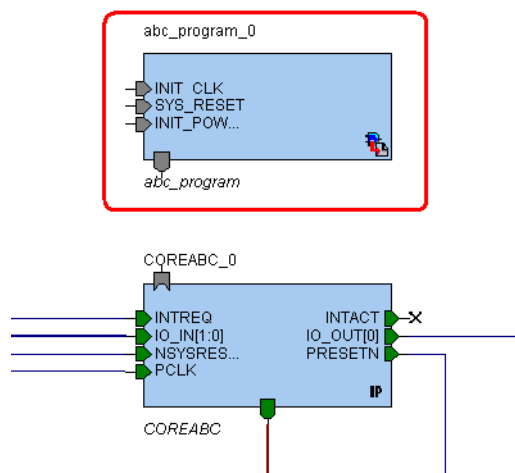 abc_program_0
INIT_CLK
SYS_RESET
INIT_POW...
abc_program
COREABC_0
INTREQ INTACT
IO_IN[1:0] IO_OUT[0]
NSYSRES... PRESETN
PCLK
IP
COREABC